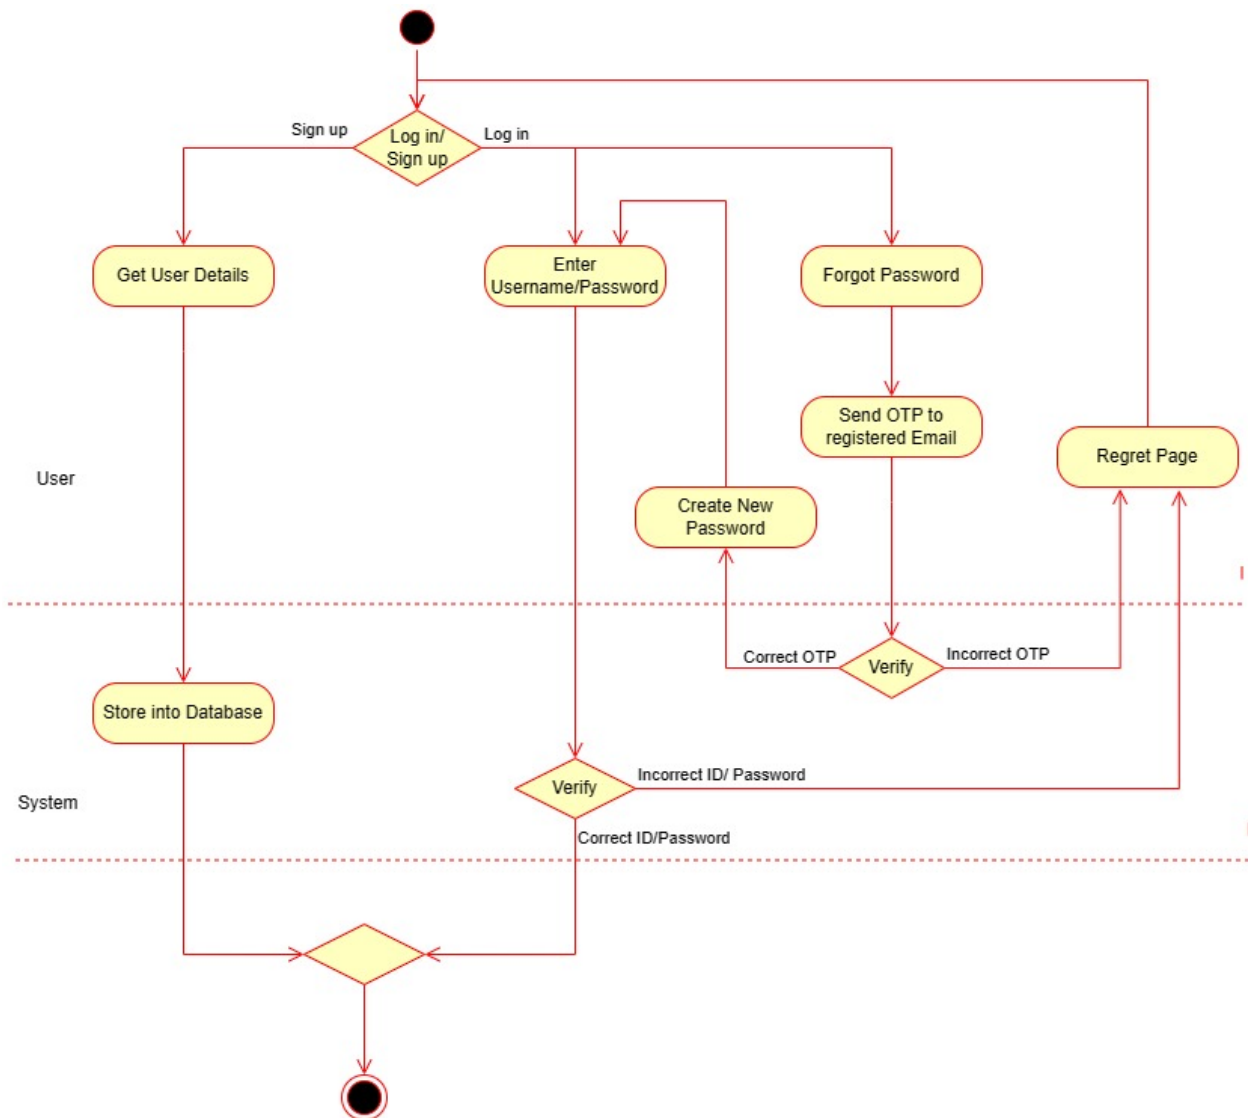 Sign up
Log in/
Sign up
Log in
Get User Details
Enter
Username/Password
Forgot Password
Send OTP to
registered Email
Regret Page
User
Create New
Password
Correct OTP
Verify
Incorrect OTP
Store into Database
Incorrect ID/ Password
Verify
System
Correct ID/Password